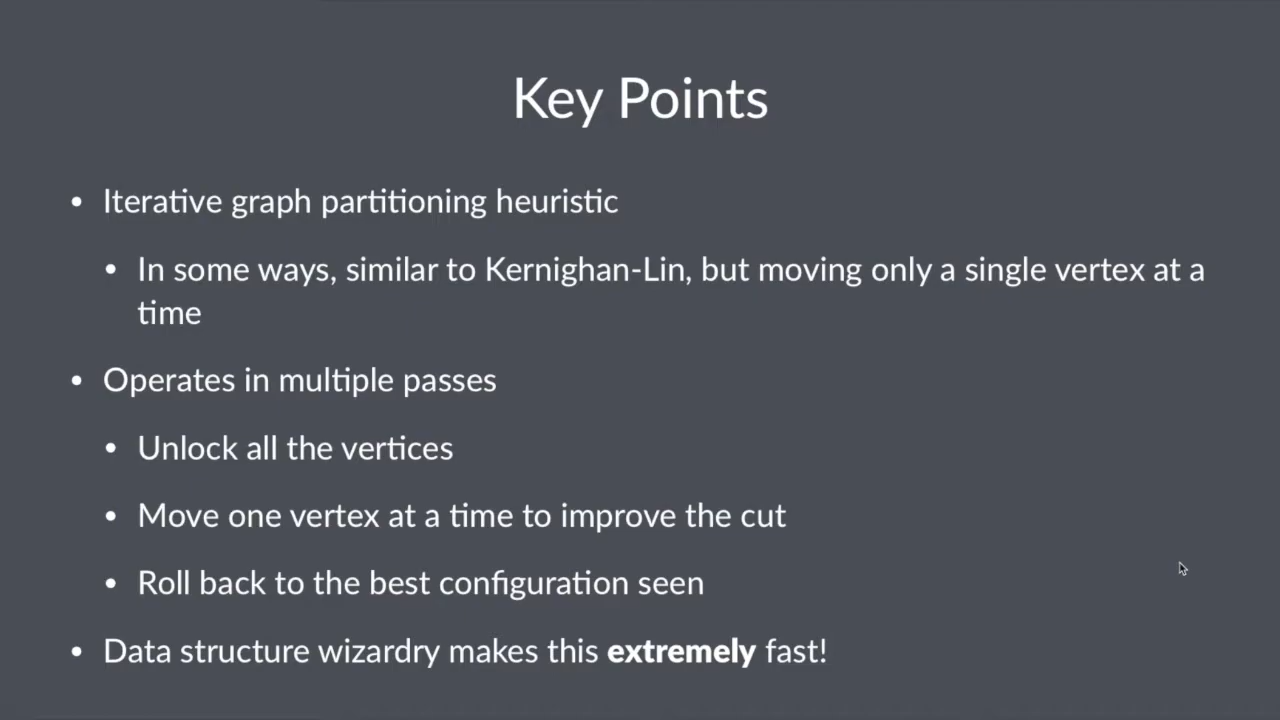 Key Points
• Iterative graph partitioning heuristic
• In some ways, similar to Kernighan-Lin, but moving only a single vertex at a
time
• Operates in multiple passes
• Unlock all the vertices
• Move one vertex at a time to improve the cut
• Roll back to the best configuration seen
• Data structure wizardry makes this extremely fast!